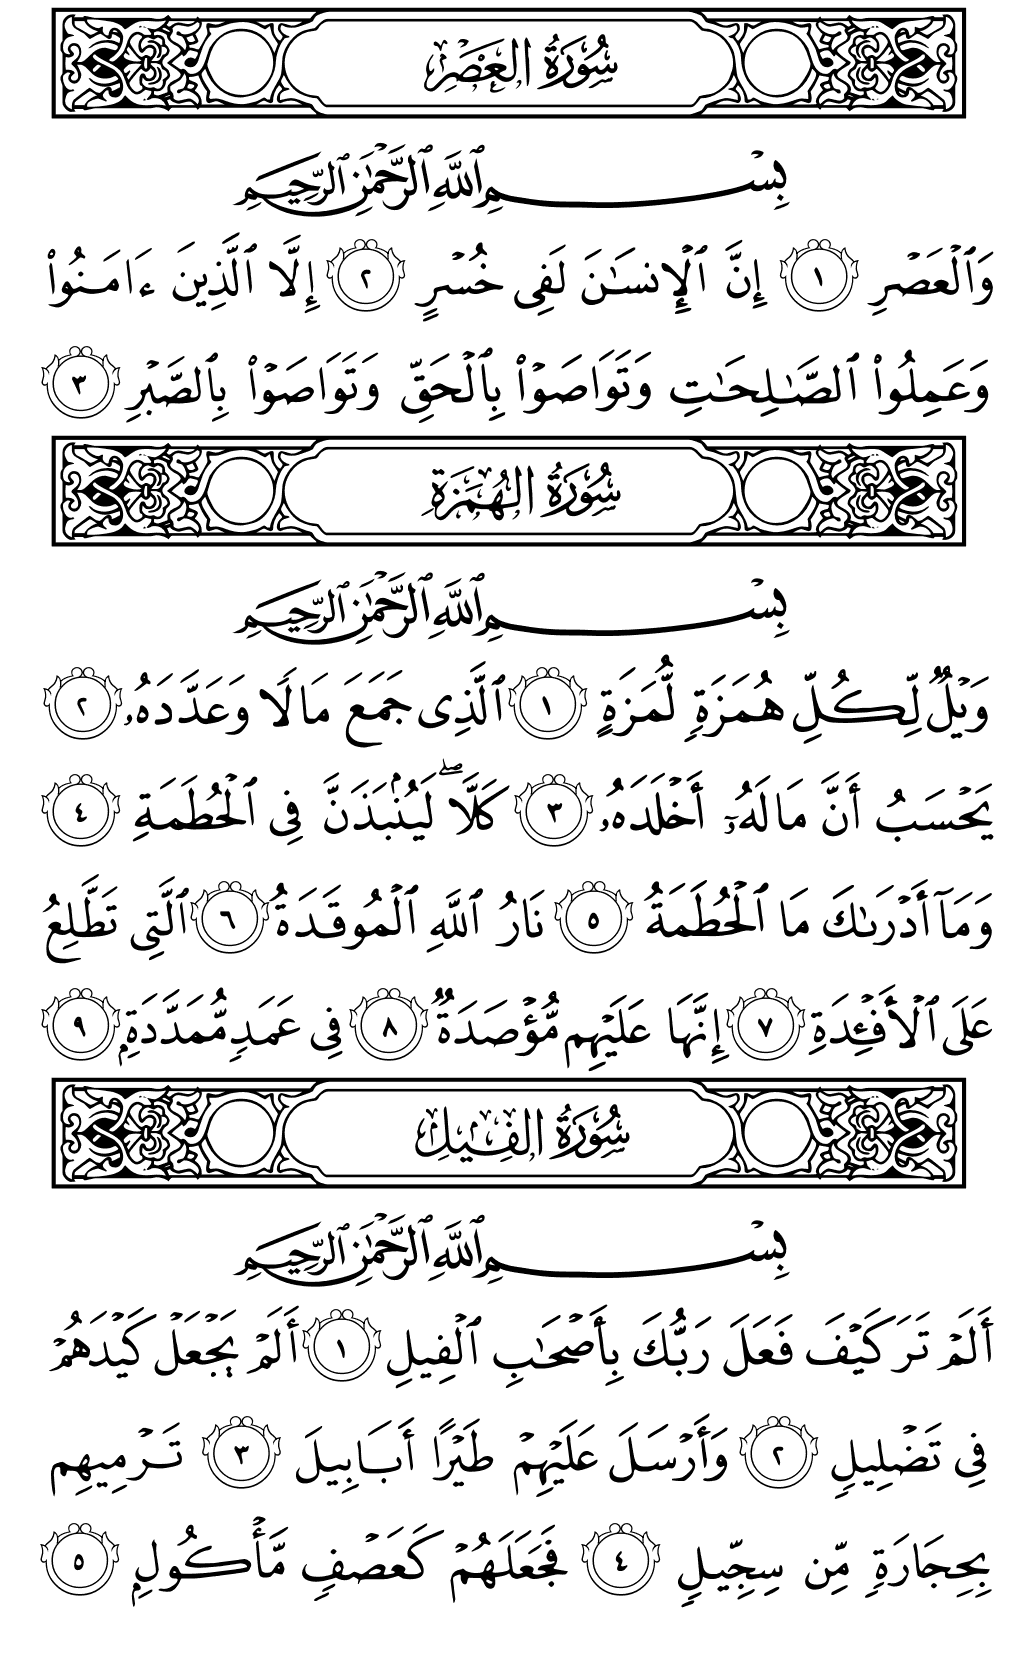 سُورَةُ العَصْرِ
بِسْمِ ٱللَّهِ ٱلرَّحْمَٰنِ ٱلرَّحِيمِ
وَٱلْعَصْرِ ١ إِنَّ ٱلْإِنسَٰنَ لَفِى خُسْرٍ ٢ إِلَّا ٱلَّذِينَ ءَامَنُوا۟
وَعَمِلُوا۟ ٱلصَّٰلِحَٰتِ وَتَوَاصَوْا۟ بِٱلْحَقِّ وَتَوَاصَوْا۟ بِٱلصَّبْرِ ٣
سُورَةُ الهُمَزَةِ
بِسْمِ ٱللَّهِ ٱلرَّحْمَٰنِ ٱلرَّحِيمِ
وَيْلٌ لِّكُلِّ هُمَزَةٍ لُّمَزَةٍ ١ ٱلَّذِى جَمَعَ مَالًا وَعَدَّدَهُۥ ٢
يَحْسَبُ أَنَّ مَالَهُۥٓ أَخْلَدَهُۥ ٣ كَلَّا ۖ لَيُنۢبَذَنَّ فِى ٱلْحُطَمَةِ ٤
وَمَآ أَدْرَىٰكَ مَا ٱلْحُطَمَةُ ٥ نَارُ ٱللَّهِ ٱلْمُوقَدَةُ ٦ ٱلَّتِى تَطَّلِعُ
عَلَى ٱلْأَفْـِٔدَةِ ٧ إِنَّهَا عَلَيْهِم مُّؤْصَدَةٌ ٨ فِى عَمَدٍ مُّمَدَّدَةٍۭ ٩
سُورَةُ الفِيلِ
بِسْمِ ٱللَّهِ ٱلرَّحْمَٰنِ ٱلرَّحِيمِ
أَلَمْ تَرَ كَيْفَ فَعَلَ رَبُّكَ بِأَصْحَٰبِ ٱلْفِيلِ ١ أَلَمْ يَجْعَلْ كَيْدَهُمْ
فِى تَضْلِيلٍ ٢ وَأَرْسَلَ عَلَيْهِمْ طَيْرًا أَبَابِيلَ ٣ تَرْمِيهِم
بِحِجَارَةٍ مِّن سِجِّيلٍ ٤ فَجَعَلَهُمْ كَعَصْفٍ مَّأْكُولٍۭ ٥